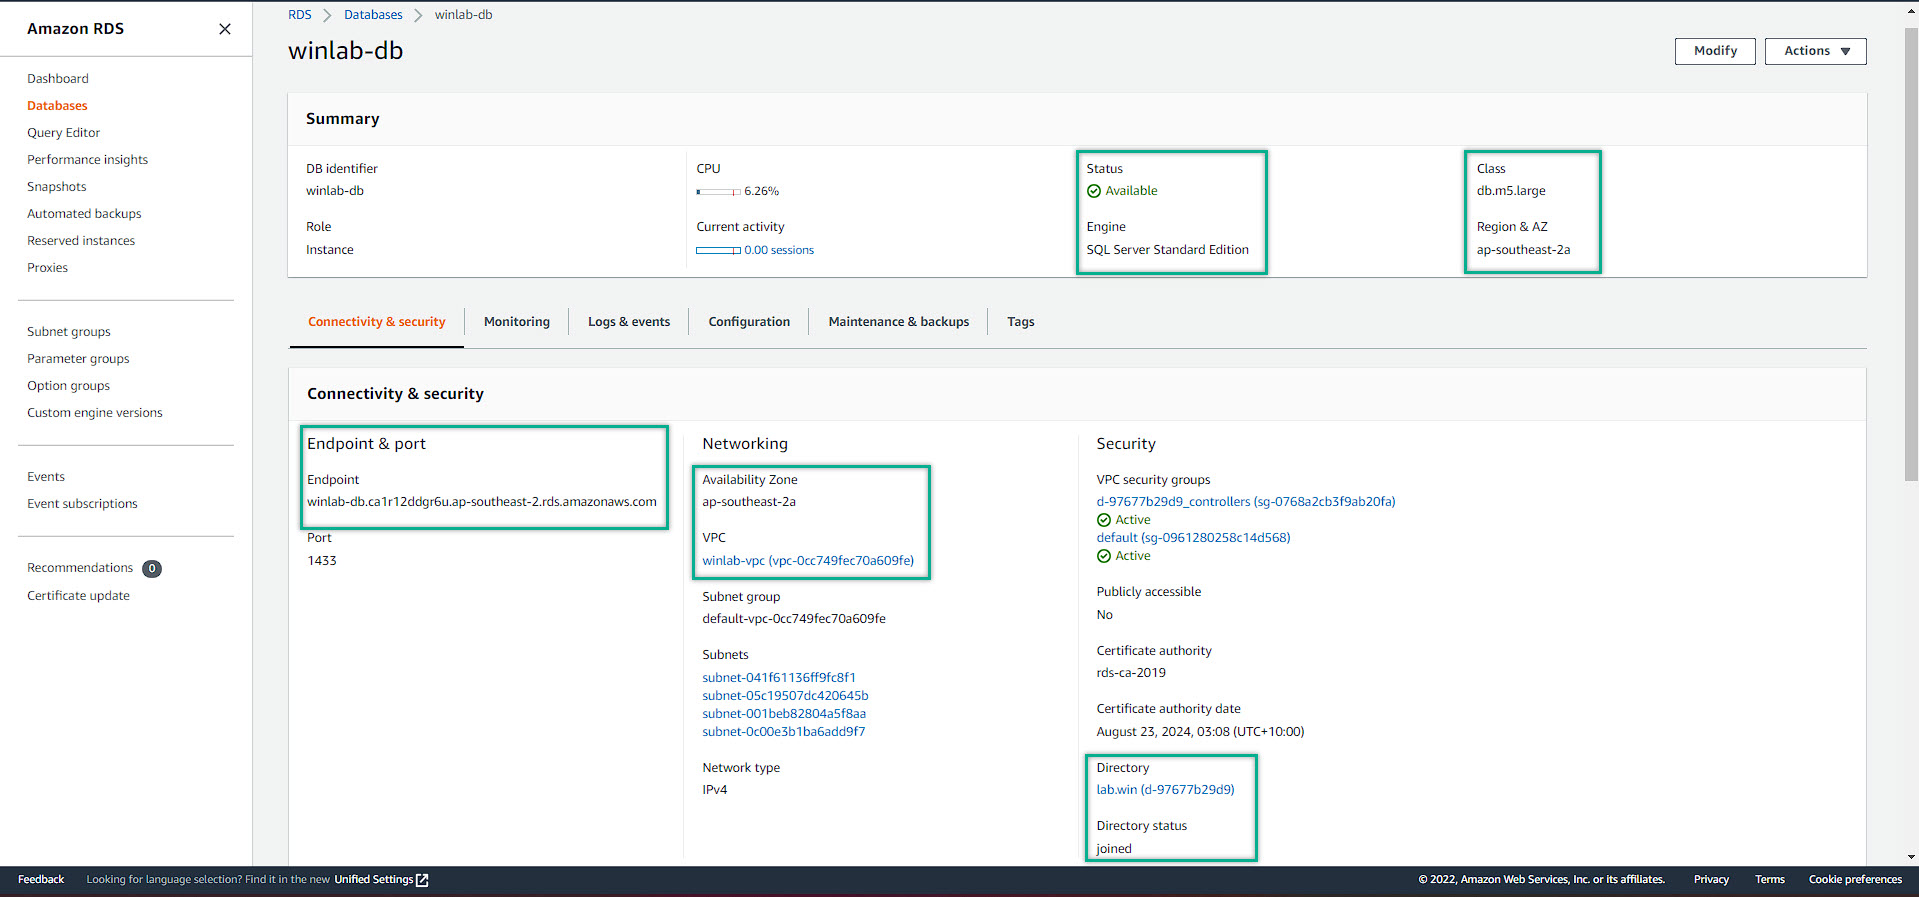 Amazon RDS
Dashboard
Databases
Query Editor
Performance insights
Snapshots
Automated backups
Reserved instances
Proxies
Subnet groups
Parameter groups
Option groups
Custom engine versions
Events
Event subscriptions
Recommendations 0
Certificate update
RDS Databases winlab-db
winlab-db
Modify
Actions
Summary
DB identifier
winlab-db
Role
Instance
CPU
6.26%
Current activity
0.00 sessions
Status
Available
Engine
SQL Server Standard Edition
Class
db.m5.large
Region & AZ
ap-southeast-2a
Connectivity & security
Monitoring
Logs & events
Configuration
Maintenance & backups
Tags
Connectivity & security
Endpoint & port
Endpoint
winlab-db.ca1r12ddgr6u.ap-southeast-2.rds.amazonaws.com
Port
1433
Networking
Availability Zone
ap-southeast-2a
VPC
winlab-vpc (vpc-0cc749fec70a609fe)
Subnet group
default-vpc-0cc749fec70a609fe
Subnets
subnet-041f61136ff9fc8f1
subnet-05c19507dc420645b
subnet-001beb82804a5f8aa
subnet-0c00e3b1ba6add9f7
Network type
IPv4
Security
VPC security groups
d-97677b29d9_controllers (sg-0768a2cb3f9ab20fa)
Active
default (sg-0961280258c14d568)
Active
Publicly accessible
No
Certificate authority
rds-ca-2019
Certificate authority date
August 23, 2024, 03:08 (UTC+10:00)
Directory
lab.win (d-97677b29d9)
Directory status
joined
Feedback
Looking for language selection? Find it in the new Unified Settings
© 2022, Amazon Web Services, Inc. or its affiliates.
Privacy
Terms
Cookie preferences